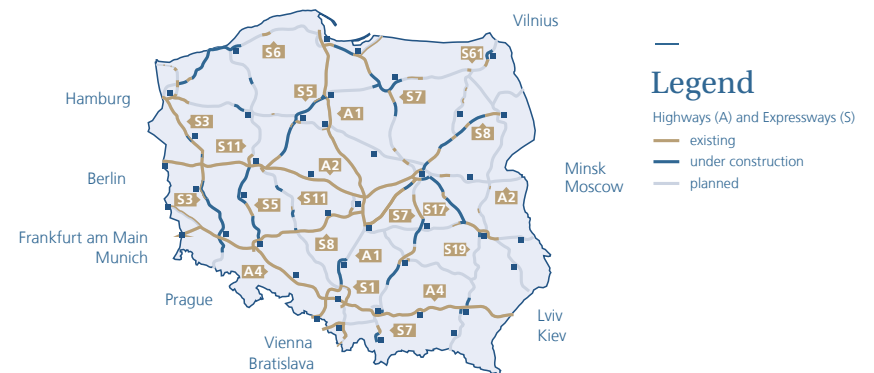 Vilnius
S6
S61
Legend
Hamburg
S5
S7
A1
Highways (A) and Expressways (S)
S3
S8
existing
S11
under construction
A2
Minsk
Moscow
Berlin
planned
S3
S5
S11
S7
S17
A2
Frankfurt am Main
Munich
S8
A1
S19
A4
S1
A4
Prague
S7
Lviv
Kiev
Vienna
Bratislava